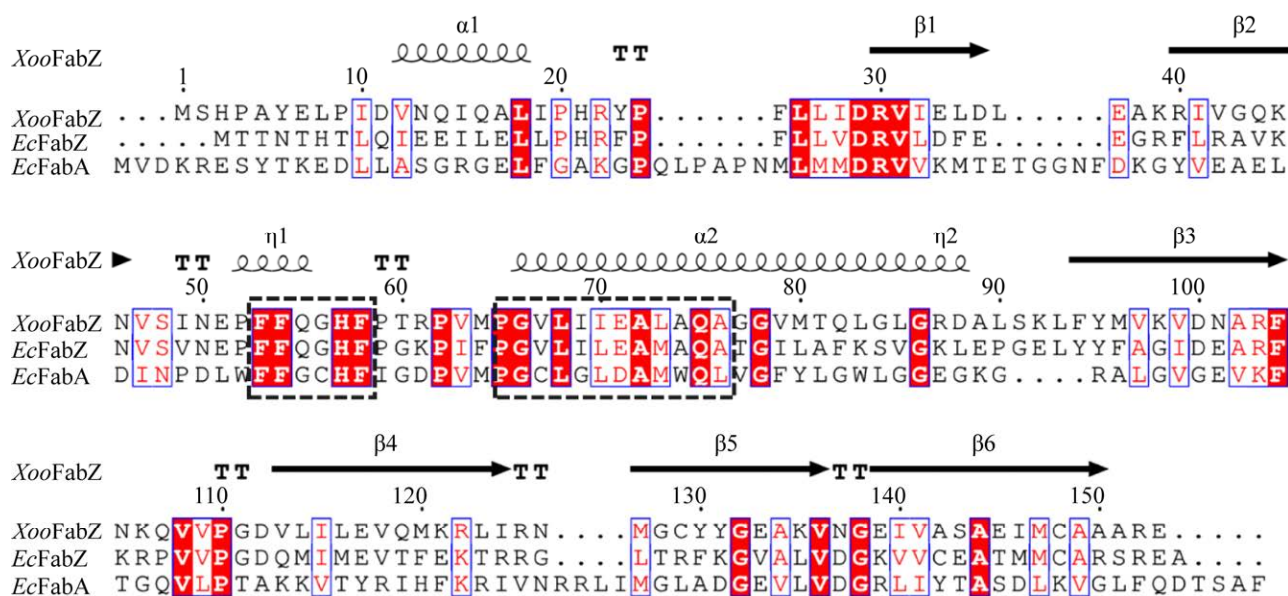 α1 β1 β2
XooFabZ TT
1 10 20 30 40
XooFabZ ...MSHPAYELPIDVNQIQALIPHRYP......FLLIDRVIELDL.....EAKRIVGQK
EcFabZ .....MTTNTHTLQIEEILELLPHRFP......FLLVDRVLDFE......EGRFLRAVK
EcFabA MVDKRESYTKEDLLASGRGELFGAKGPQLPAPNMLMMDRVVKMTETGGNFDKGYVEAEL
η1 α2 η2 β3
XooFabZ TT TT
50 60 70 80 90 100
XooFabZ NVSINEPFFQGHFPTRPVMPGVLIIEALAQAGGVMTQLGLGRDALSKLFYMVKVDNARF
EcFabZ NVSVNEPFFQGHFPGKPIFPGVLILEAMAQATGILAFKSVGKLEPGELYYFAGIDEARF
EcFabA DINPDLWFFGCHFIGDPVMPGCLGLDAMWQLVGFYLGWLGGEGKG....RALGVGEVKF
β4 β5 β6
XooFabZ TT TT TT
110 120 130 140 150
XooFabZ NKQVVPGDVLILEVQMKRLIRN....MGCYYGEAKVNGEIVASAEIMCAAARE.....
EcFabZ KRPVVPGDQMIMEVTFEKTRRG....LTRFKGVALVDGKVVCEATMMCARSREA....
EcFabA TGQVLPTAKKVTYRIHFKRIVNRRLIMGLADGEVLVDGRLIYTASDLKVGLFQDTSAF